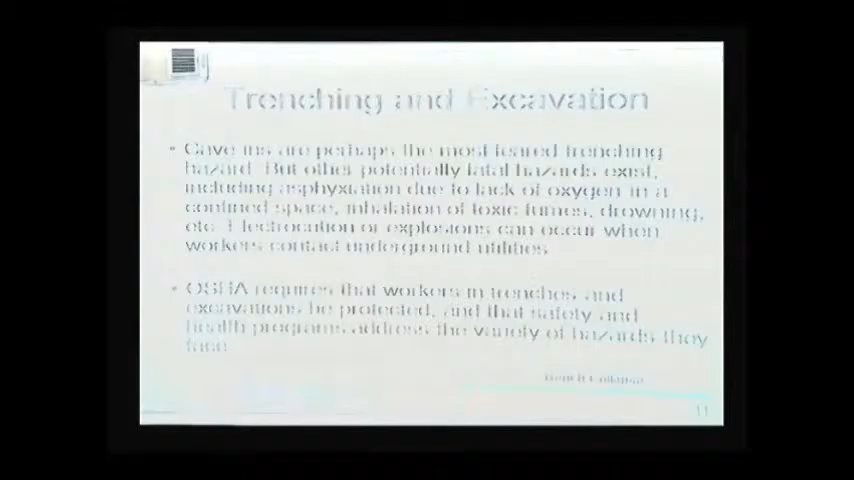 Trenching and Excavation
• Cave ins are perhaps the most feared trenching
hazard. But other potentially fatal hazards exist,
including asphyxiation due to lack of oxygen in a
confined space, inhalation of toxic fumes, drowning,
etc. Electrocution or explosions can occur when
workers contact underground utilities.
• OSHA requires that workers in trenches and
excavations be protected, and that safety and
health programs address the variety of hazards they
face.
11